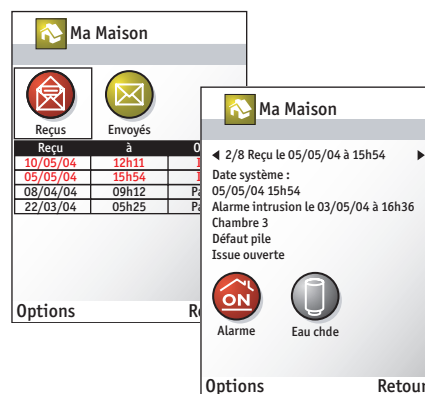 Ma Maison
Reçus Envoyés
Reçu à
10/05/04 12h11
05/05/04 15h54
08/04/04 09h12
22/03/04 05h25
Options
Ma Maison
2/8 Reçu le 05/05/04 à 15h54
Date système :
05/05/04 15h54
Alarme intrusion le 03/05/04 à 16h36
Chambre 3
Défaut pile
Issue ouverte
ON
Alarme Eau chde
Options Retour